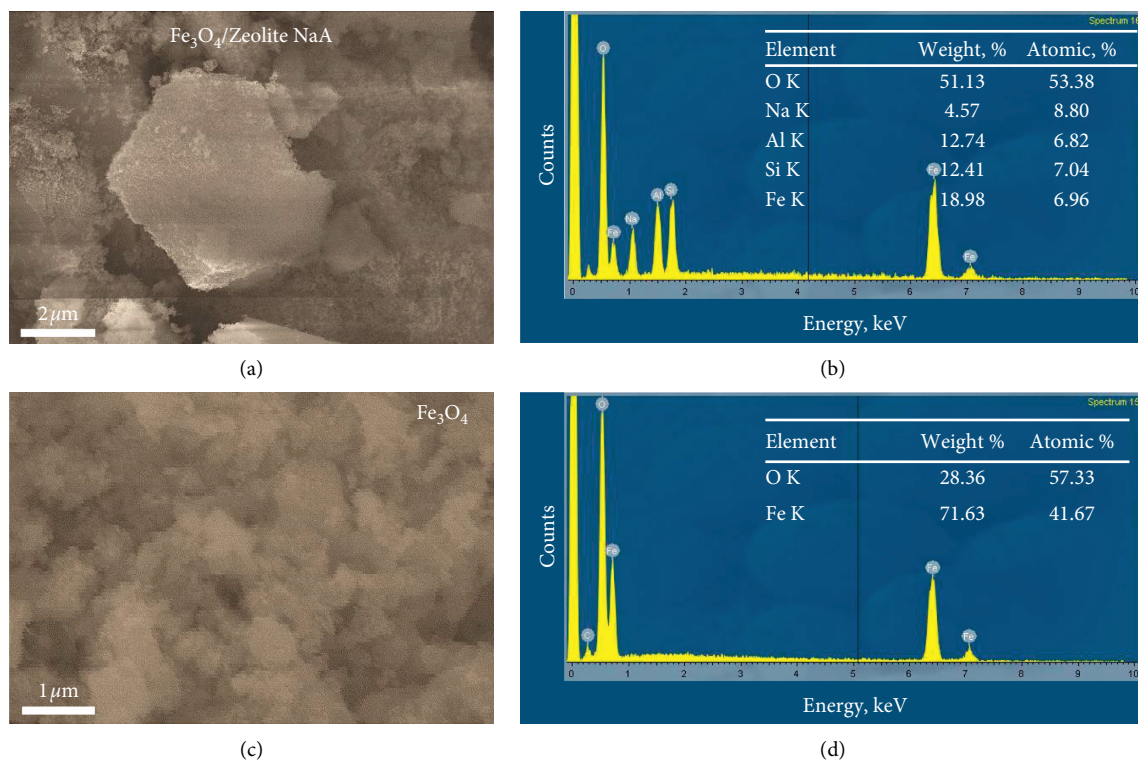 Fe₃O₄/Zeolite NaA
2 µm
(a)
Spectrum 16
Element Weight, % Atomic, %
O K 51.13 53.38
Na K 4.57 8.80
Al K 12.74 6.82
Si K 12.41 7.04
Fe K 18.98 6.96
Counts
O
Fe
Na
Al
Si
Fe
Fe
0 1 2 3 4 5 6 7 8 9 10
Energy, keV
(b)
Fe₃O₄
1 µm
(c)
Spectrum 15
Element Weight % Atomic %
O K 28.36 57.33
Fe K 71.63 41.67
Counts
C
O
Fe
Fe
Fe
0 1 2 3 4 5 6 7 8 9 10
Energy, keV
(d)